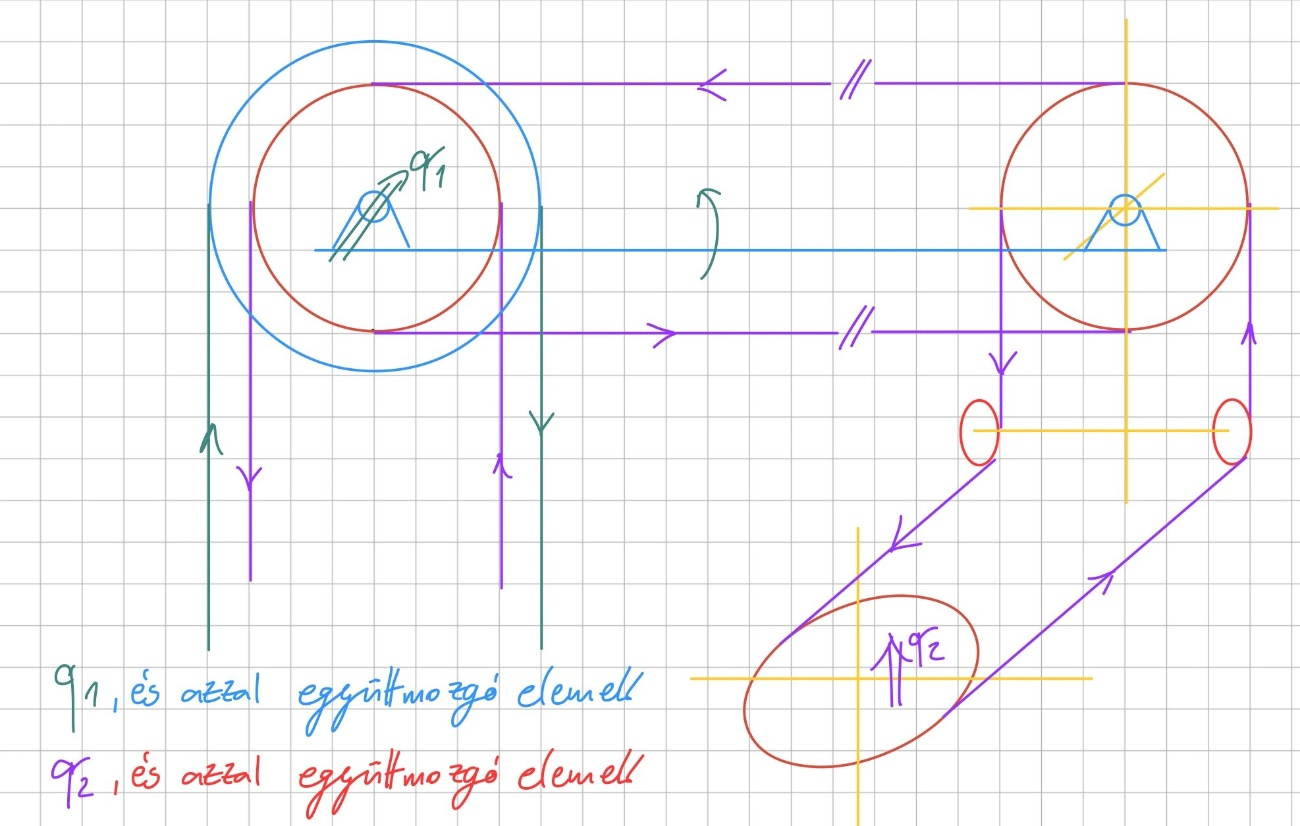 q1
q2
q1, és azzal együttmozgó elemek
q2, és azzal együttmozgó elemek